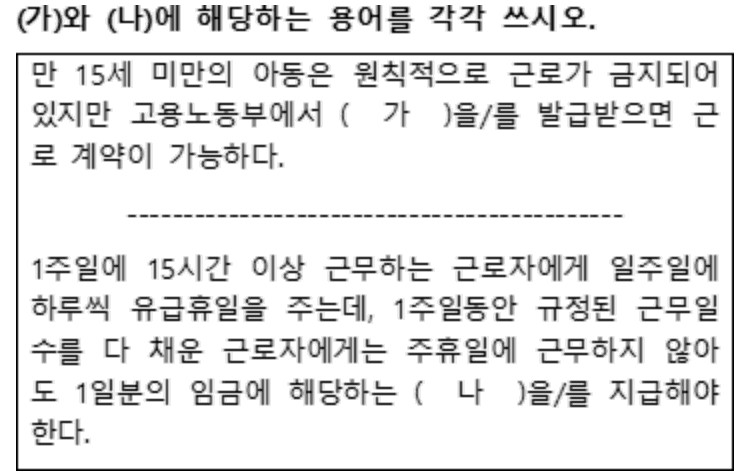 (가)와 (나)에 해당하는 용어를 각각 쓰시오.
만 15세 미만의 아동은 원칙적으로 근로가 금지되어
있지만 고용노동부에서 ( 가 )을/를 발급받으면 근
로 계약이 가능하다.
--------------------------------------------
1주일에 15시간 이상 근무하는 근로자에게 일주일에
하루씩 유급휴일을 주는데, 1주일동안 규정된 근무일
수를 다 채운 근로자에게는 주휴일에 근무하지 않아
도 1일분의 임금에 해당하는 ( 나 )을/를 지급해야
한다.